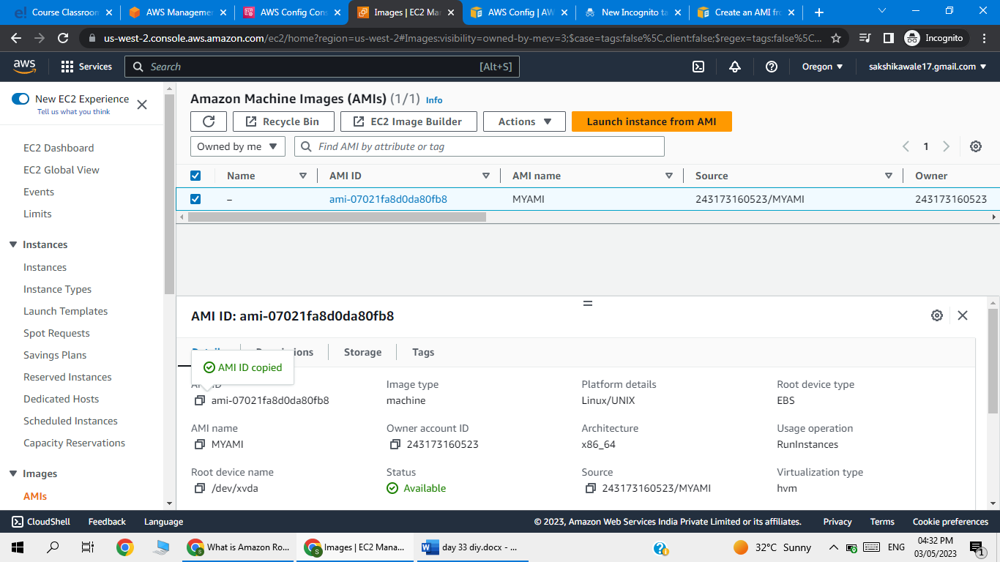 Course Classroom
AWS Managemen
AWS Config Cons
Images | EC2 Man
AWS Config | AW
New Incognito ta
Create an AMI fro
us-west-2.console.aws.amazon.com/ec2/home?region=us-west-2#Images:visibility=owned-by-me;v=3;$case=tags:false%5C,client:false;$regex=tags:false%5C...
Incognito
aws
Services
Search
[Alt+S]
Oregon
sakshikawale17.gmail.com
New EC2 Experience
Tell us what you think
EC2 Dashboard
EC2 Global View
Events
Limits
Instances
Instances
Instance Types
Launch Templates
Spot Requests
Savings Plans
Reserved Instances
Dedicated Hosts
Scheduled Instances
Capacity Reservations
Images
AMIs
Amazon Machine Images (AMIs) (1/1) Info
Recycle Bin
EC2 Image Builder
Actions
Launch instance from AMI
Owned by me
Find AMI by attribute or tag
1
Name AMI ID AMI name Source Owner
– ami-07021fa8d0da80fb8 MYAMI 243173160523/MYAMI 243173160523
AMI ID: ami-07021fa8d0da80fb8
Storage
Tags
AMI ID copied
ami-07021fa8d0da80fb8
Image type
machine
Platform details
Linux/UNIX
Root device type
EBS
AMI name
MYAMI
Owner account ID
243173160523
Architecture
x86_64
Usage operation
RunInstances
Root device name
/dev/xvda
Status
Available
Source
243173160523/MYAMI
Virtualization type
hvm
CloudShell
Feedback
Language
© 2023, Amazon Web Services India Private Limited or its affiliates.
Privacy
Terms
Cookie preferences
What is Amazon Ro...
Images | EC2 Mana...
day 33 diy.docx - ...
32°C Sunny
ENG
04:32 PM
03/05/2023
1